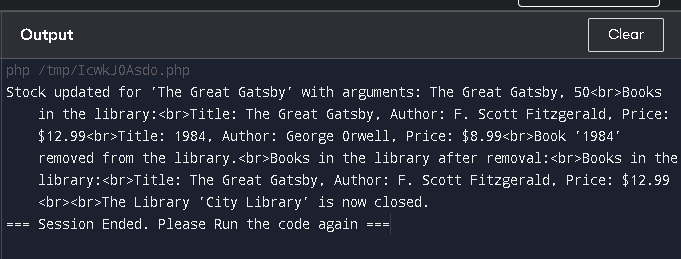 Output
Clear
php /tmp/IcwkJ0Asdo.php
Stock updated for 'The Great Gatsby' with arguments: The Great Gatsby, 50<br>Books
in the library:<br>Title: The Great Gatsby, Author: F. Scott Fitzgerald, Price:
$12.99<br>Title: 1984, Author: George Orwell, Price: $8.99<br>Book '1984'
removed from the library.<br>Books in the library after removal:<br>Books in the
library:<br>Title: The Great Gatsby, Author: F. Scott Fitzgerald, Price: $12.99
<br><br>The Library 'City Library' is now closed.
=== Session Ended. Please Run the code again ===